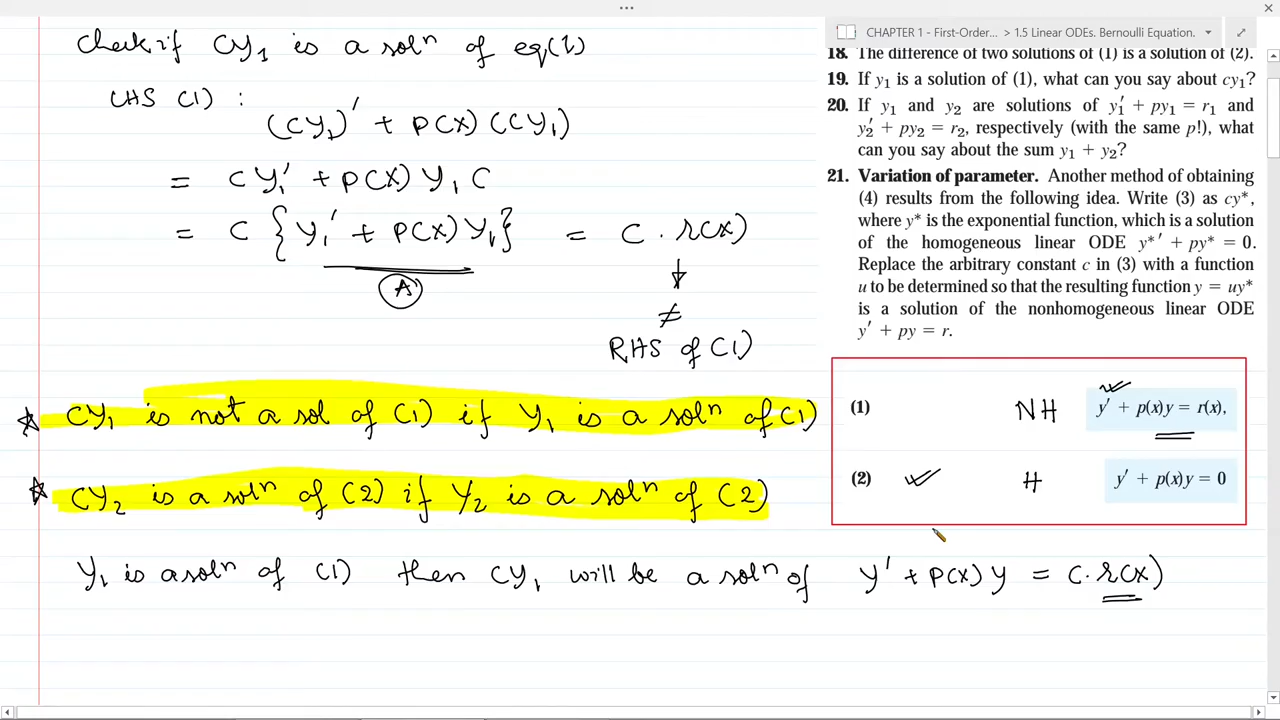 Check if CY₁ is a solⁿ of eq(1)
LHS (1) :
(CY₁)′ + P(X) (CY₁)
= CY₁′ + P(X) Y₁ C
= C {Y₁′ + P(X) Y₁} = C . r(X)
A
≠
RHS of (1)
☆ CY₁ is not a sol of (1) if Y₁ is a solⁿ of (1)
☆ CY₂ is a solⁿ of (2) if Y₂ is a solⁿ of (2)
Y₁ is a solⁿ of (1) then CY₁ will be a solⁿ of Y′ + P(X) Y = C . r(X)
CHAPTER 1 - First-Order... > 1.5 Linear ODEs. Bernoulli Equation.
18. The difference of two solutions of (1) is a solution of (2).
19. If y₁ is a solution of (1), what can you say about cy₁?
20. If y₁ and y₂ are solutions of y₁′ + py₁ = r₁ and
y₂′ + py₂ = r₂, respectively (with the same p!), what
can you say about the sum y₁ + y₂?
21. Variation of parameter. Another method of obtaining
(4) results from the following idea. Write (3) as cy*,
where y* is the exponential function, which is a solution
of the homogeneous linear ODE y*′ + py* = 0.
Replace the arbitrary constant c in (3) with a function
u to be determined so that the resulting function y = uy*
is a solution of the nonhomogeneous linear ODE
y′ + py = r.
(1) NH y′ + p(x)y = r(x),
(2) H y′ + p(x)y = 0